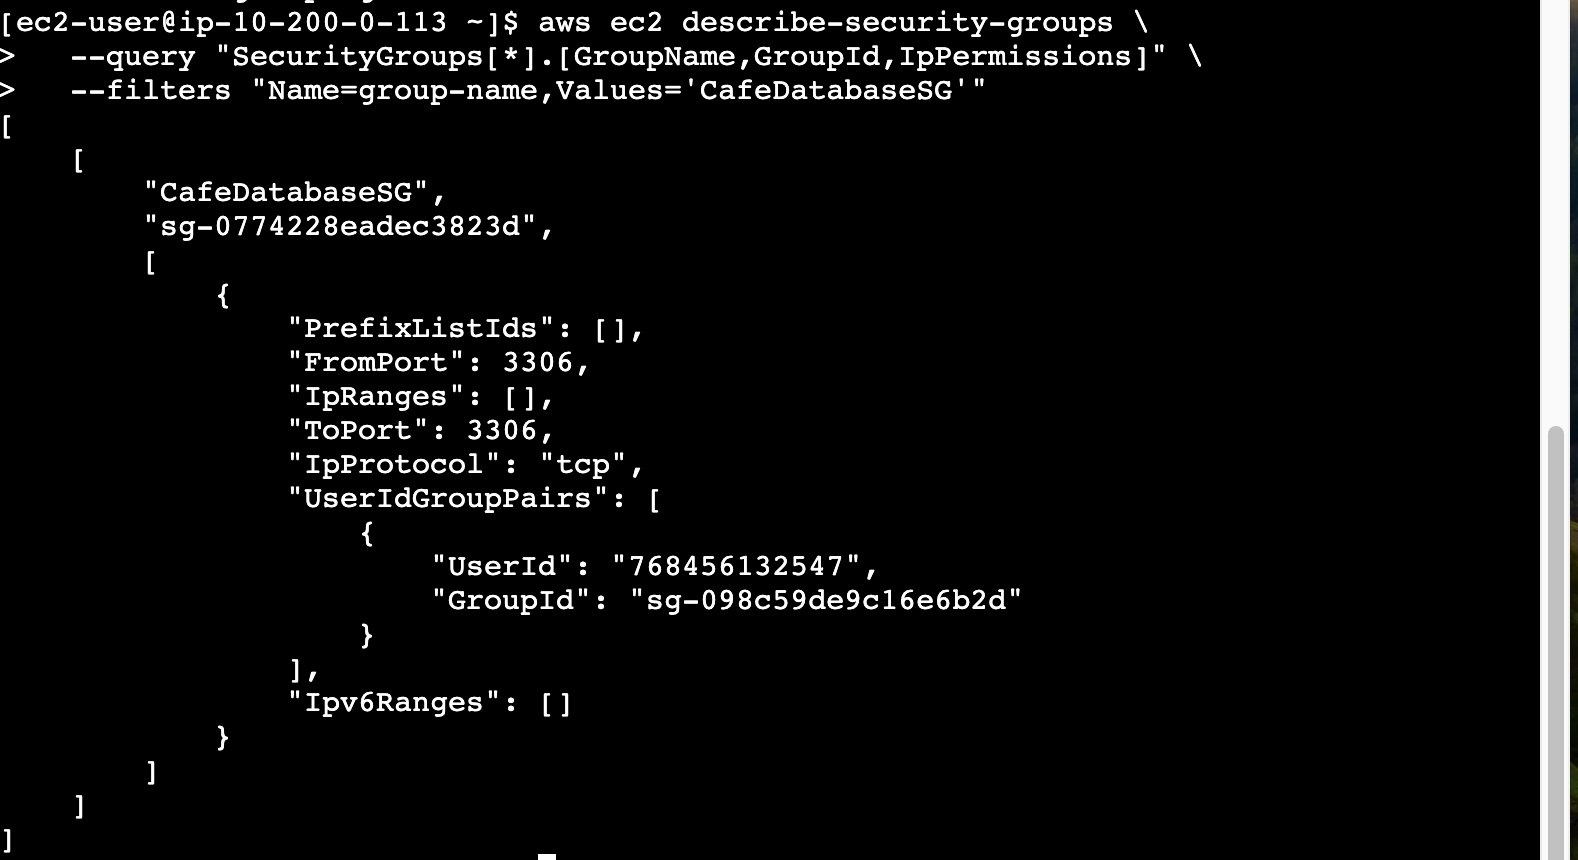 [ec2-user@ip-10-200-0-113 ~]$ aws ec2 describe-security-groups \
>   --query "SecurityGroups[*].[GroupName,GroupId,IpPermissions]" \
>   --filters "Name=group-name,Values='CafeDatabaseSG'"
[
    [
        "CafeDatabaseSG",
        "sg-0774228eadec3823d",
        [
            {
                "PrefixListIds": [],
                "FromPort": 3306,
                "IpRanges": [],
                "ToPort": 3306,
                "IpProtocol": "tcp",
                "UserIdGroupPairs": [
                    {
                        "UserId": "768456132547",
                        "GroupId": "sg-098c59de9c16e6b2d"
                    }
                ],
                "Ipv6Ranges": []
            }
        ]
    ]
]